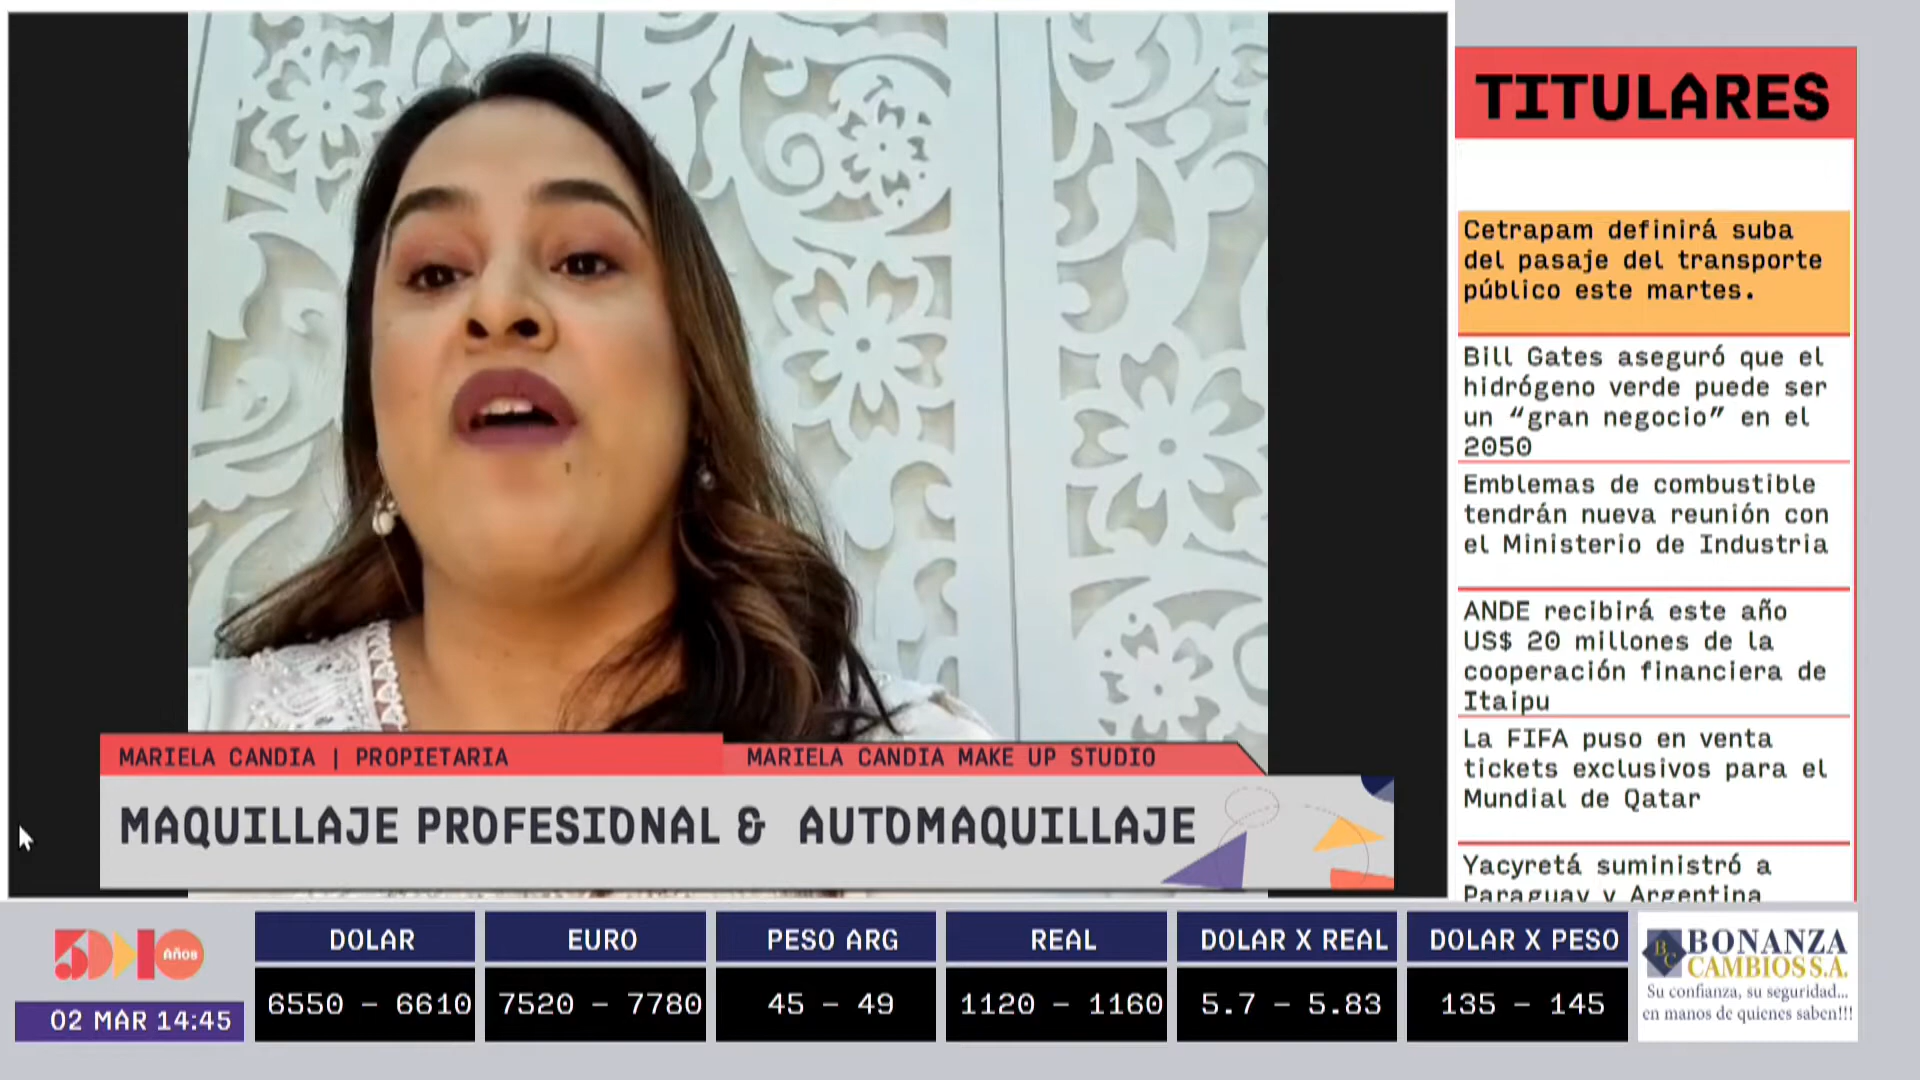 TITULARES
Cetrapam definirá suba
del pasaje del transporte
público este martes.
Bill Gates aseguró que el
hidrógeno verde puede ser
un “gran negocio” en el
2050
Emblemas de combustible
tendrán nueva reunión con
el Ministerio de Industria
ANDE recibirá este año
US$ 20 millones de la
cooperación financiera de
Itaipu
La FIFA puso en venta
tickets exclusivos para el
Mundial de Qatar
Yacyretá suministró a
Paraguay y Argentina
MARIELA CANDIA | PROPIETARIA
MARIELA CANDIA MAKE UP STUDIO
MAQUILLAJE PROFESIONAL & AUTOMAQUILLAJE
Años
02 MAR 14:45
DOLAR
6550 – 6610
EURO
7520 – 7780
PESO ARG
45 – 49
REAL
1120 – 1160
DOLAR X REAL
5.7 – 5.83
DOLAR X PESO
135 – 145
BC
BONANZA
CAMBIOS S.A.
Su confianza, su seguridad...
en manos de quienes saben!!!